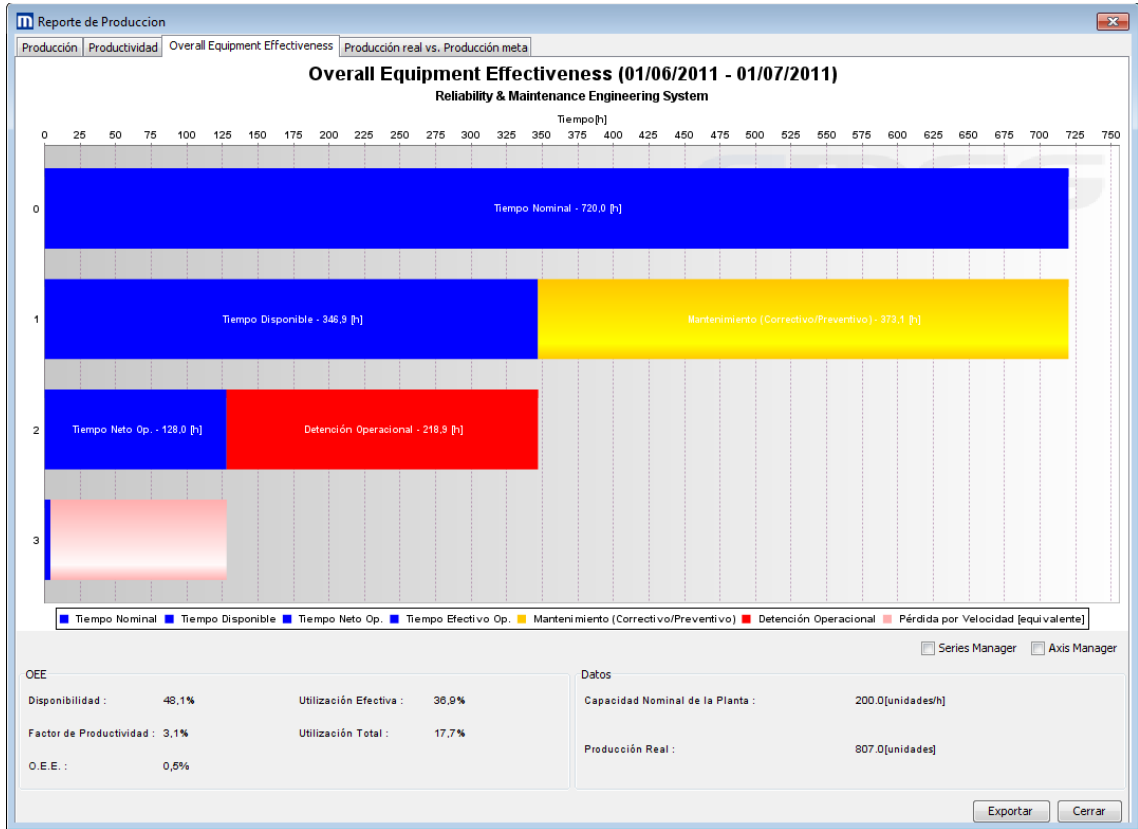 Reporte de Produccion
Producción Productividad Overall Equipment Effectiveness Producción real vs. Producción meta
Overall Equipment Effectiveness (01/06/2011 - 01/07/2011)
Reliability & Maintenance Engineering System
Tiempo[h]
0 25 50 75 100 125 150 175 200 225 250 275 300 325 350 375 400 425 450 475 500 525 550 575 600 625 650 675 700 725 750
0 Tiempo Nominal - 720,0 [h]
1 Tiempo Disponible - 346,9 [h] Mantenimiento (Correctivo/Preventivo) - 373,1 [h]
2 Tiempo Neto Op. - 128,0 [h] Detención Operacional - 218,9 [h]
3
Tiempo Nominal Tiempo Disponible Tiempo Neto Op. Tiempo Efectivo Op. Mantenimiento (Correctivo/Preventivo) Detención Operacional Pérdida por Velocidad [equivalente]
Series Manager Axis Manager
OEE Datos
Disponibilidad : 48,1% Utilización Efectiva : 36,9% Capacidad Nominal de la Planta : 200.0[unidades/h]
Factor de Productividad : 3,1% Utilización Total : 17,7%
Producción Real : 807.0[unidades]
O.E.E. : 0,5%
Exportar Cerrar